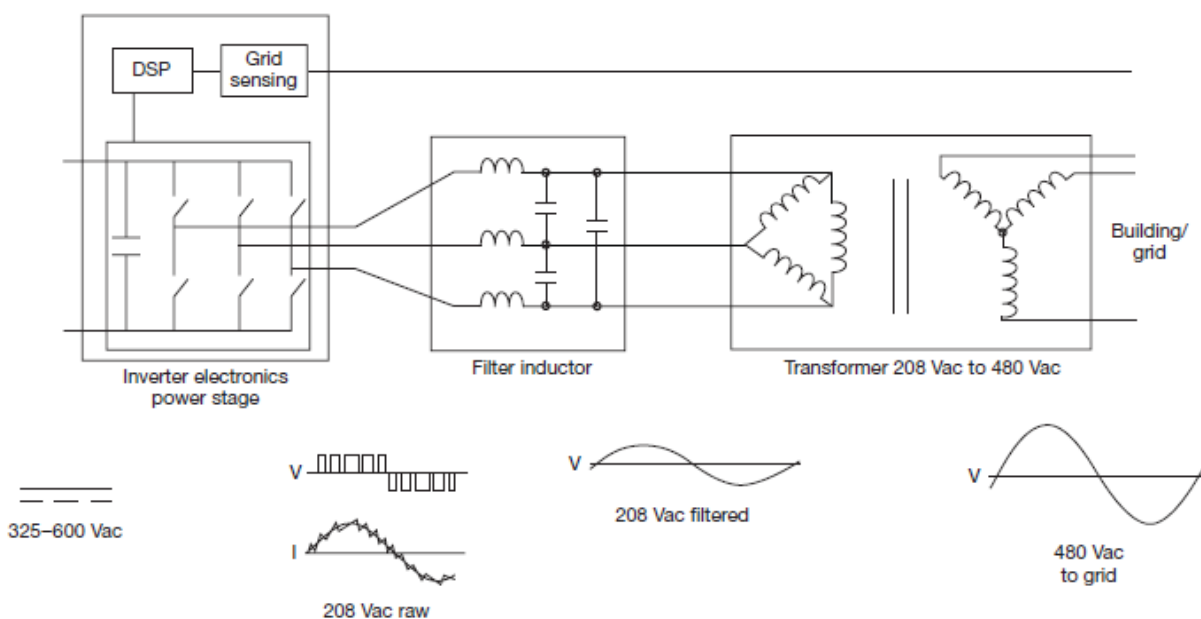 DSP
Grid
sensing
Building/
grid
Inverter electronics
power stage
Filter inductor
Transformer 208 Vac to 480 Vac
325–600 Vac
V
I
208 Vac raw
V
208 Vac filtered
V
480 Vac
to grid